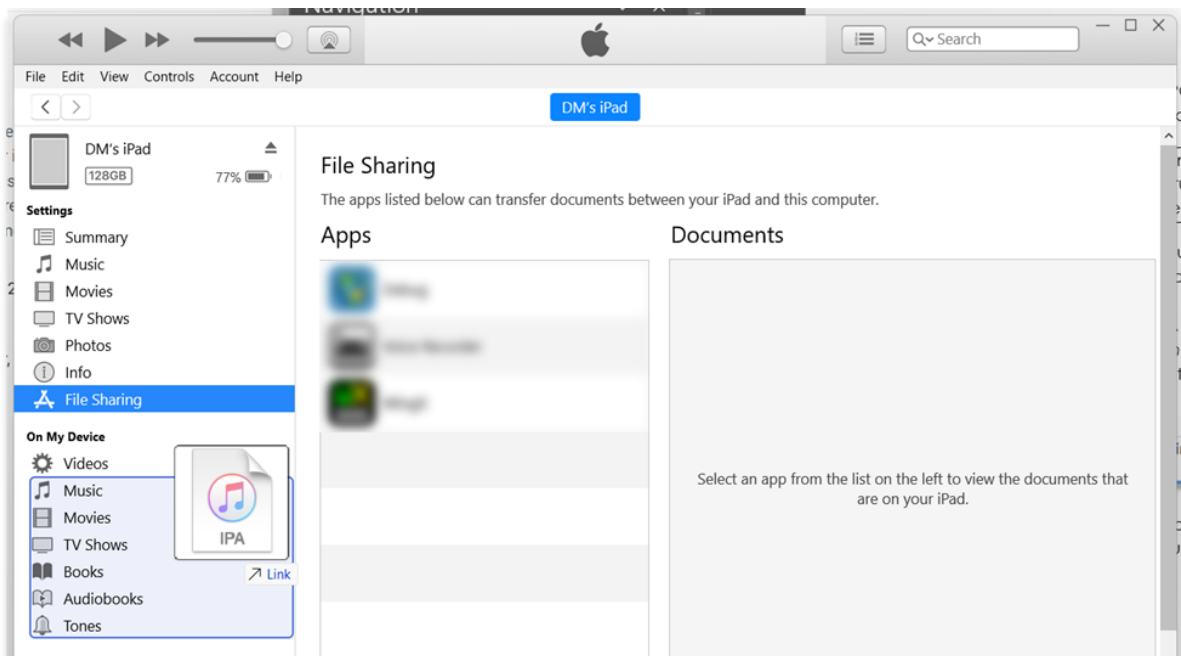 Navigation
Search
File Edit View Controls Account Help
DM's iPad
DM's iPad
128GB
77%
Settings
Summary
Music
Movies
TV Shows
Photos
Info
File Sharing
On My Device
Videos
Music
Movies
TV Shows
Books
Audiobooks
Tones
IPA
Link
File Sharing
The apps listed below can transfer documents between your iPad and this computer.
Apps
Documents
Select an app from the list on the left to view the documents that
are on your iPad.